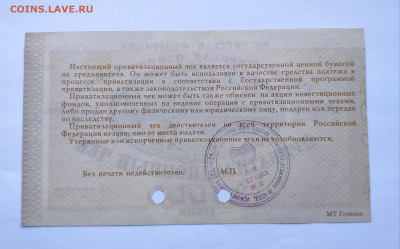 COINS.LAVE.RU
Настоящий приватизационный чек является государственной ценной бумагой
на предъявителя. Он может быть использован в качестве средства платежа в
процессе приватизации в соответствии с Государственной программой
приватизации, а также законодательством Российской Федерации.
Приватизационный чек может быть также обменен на акции инвестиционных
фондов, уполномоченных на ведение операций с приватизационными чеками,
либо продан другому физическому или юридическому лицу, подарен или передан
по наследству.
Приватизационный чек действителен на всей территории Российской
Федерации независимо от места выдачи.
Утерянные или испорченные приватизационные чеки не возобновляются.
Без печати недействителен.
М.П.
МТ Гознака